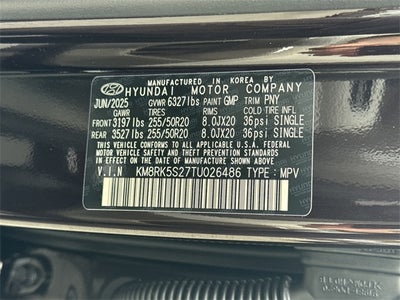 MANUFACTURED IN KOREA BY
HYUNDAI MOTOR COMPANY
JUN/2025 GVWR 6327lbs PAINT GMP TRIM PNY
GAWR TIRES RIMS COLD TIRE INFL
FRONT 3197lbs 255/50R20 8.0JX20 36psi SINGLE
REAR 3527lbs 255/50R20 8.0JX20 36psi SINGLE
THIS VEHICLE CONFORMS TO ALL APPLICABLE U.S.
FEDERAL MOTOR VEHICLE SAFETY AND THEFT PREVENTION
STANDARDS IN EFFECT ON THE DATE OF MANUFACTURE SHOWN ABOVE.
V.I.N KM8RK5S27TU026486 TYPE: MPV